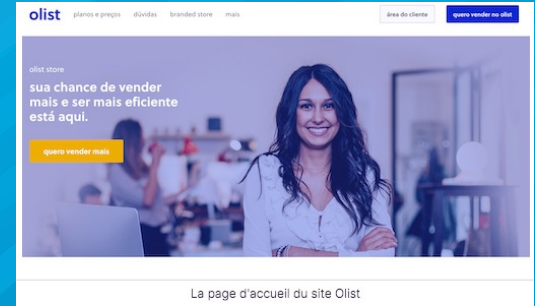 olist planos e preços dúvidas branded store mais área do cliente quero vender no olist
olist store
sua chance de vender
mais e ser mais eficiente
está aqui.
quero vender mais
La page d'accueil du site Olist